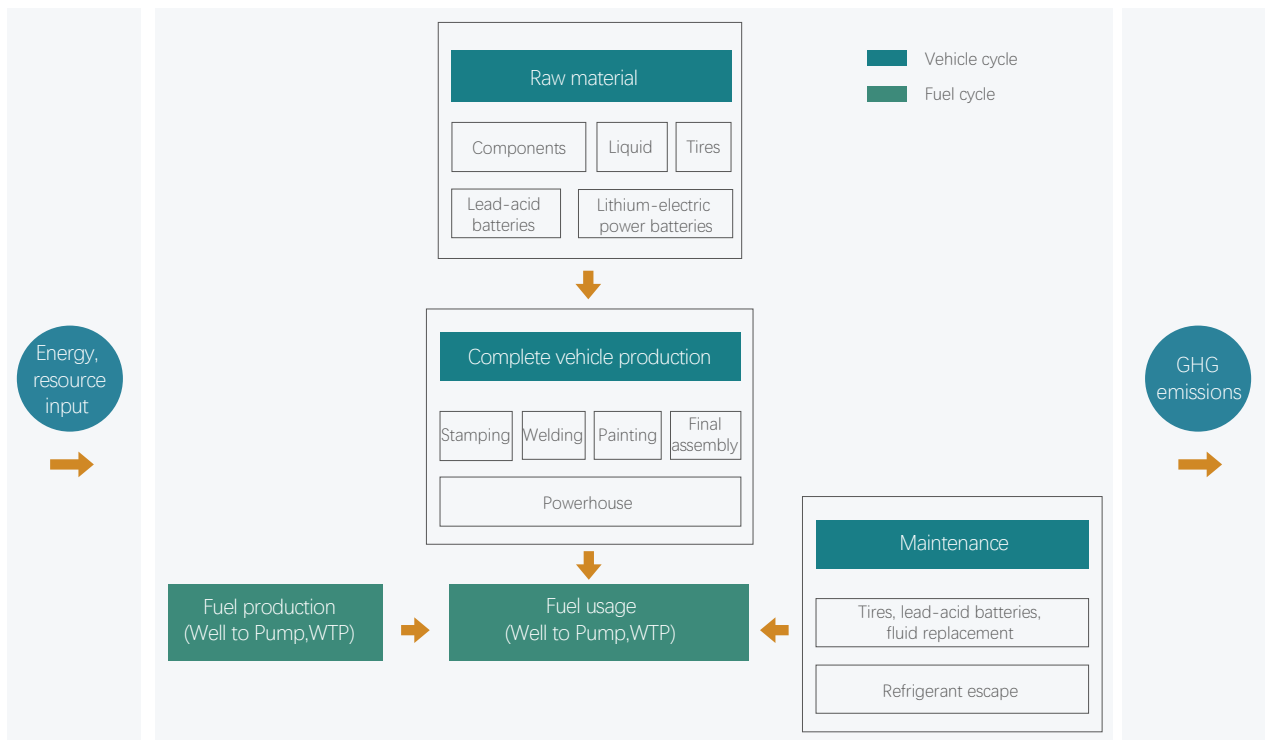 Raw material
Vehicle cycle
Fuel cycle
Components
Liquid
Tires
Lead-acid
batteries
Lithium-electric
power batteries
Energy,
resource
input
Complete vehicle production
GHG
emissions
Stamping
Welding
Painting
Final
assembly
Powerhouse
Maintenance
Fuel production
(Well to Pump,WTP)
Fuel usage
(Well to Pump,WTP)
Tires, lead-acid batteries,
fluid replacement
Refrigerant escape